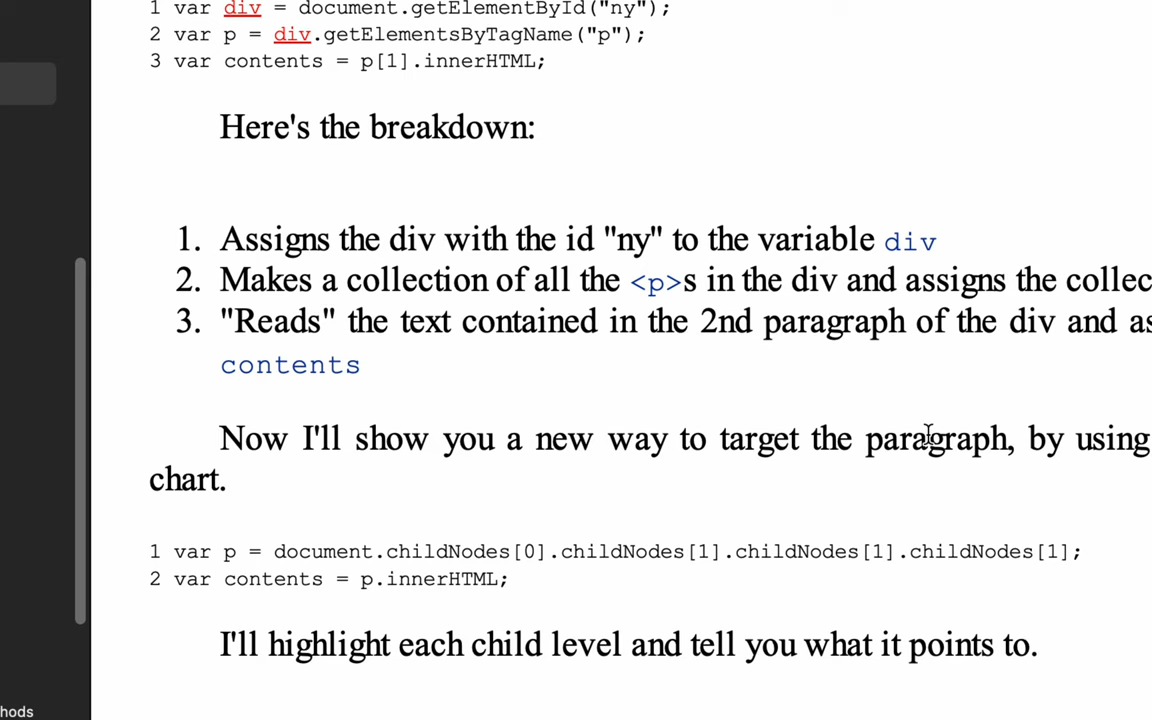 1 var div = document.getElementById("ny");
2 var p = div.getElementsByTagName("p");
3 var contents = p[1].innerHTML;
Here's the breakdown:
1. Assigns the div with the id "ny" to the variable div
2. Makes a collection of all the <p>s in the div and assigns the
3. "Reads" the text contained in the 2nd paragraph of the div and
contents
Now I'll show you a new way to target the paragraph, by using
chart.
1 var p = document.childNodes[0].childNodes[1].childNodes[1].childNodes[1];
2 var contents = p.innerHTML;
I'll highlight each child level and tell you what it points to.